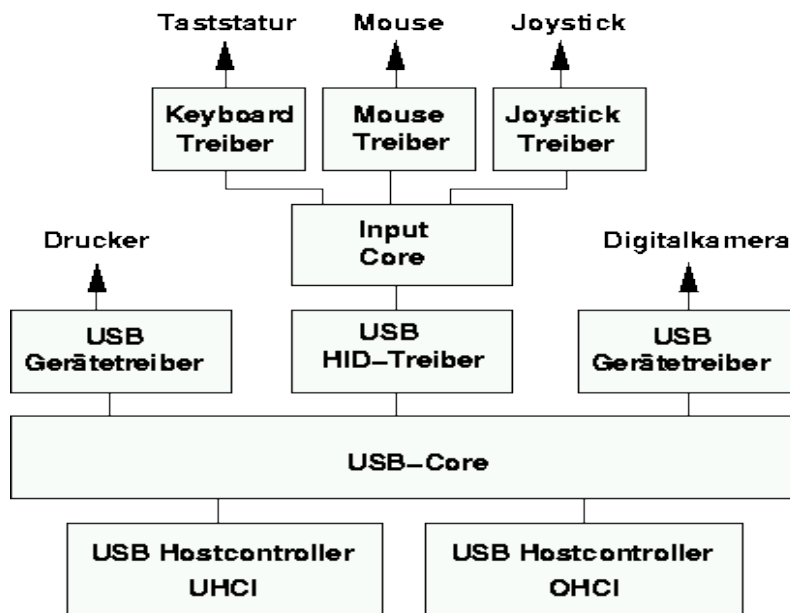 Taststatur
Mouse
Joystick
Keyboard
Treiber
Mouse
Treiber
Joystick
Treiber
Input
Core
Drucker
Digitalkamera
USB
Gerätetreiber
USB
HID–Treiber
USB
Gerätetreiber
USB–Core
USB Hostcontroller
UHCI
USB Hostcontroller
OHCI